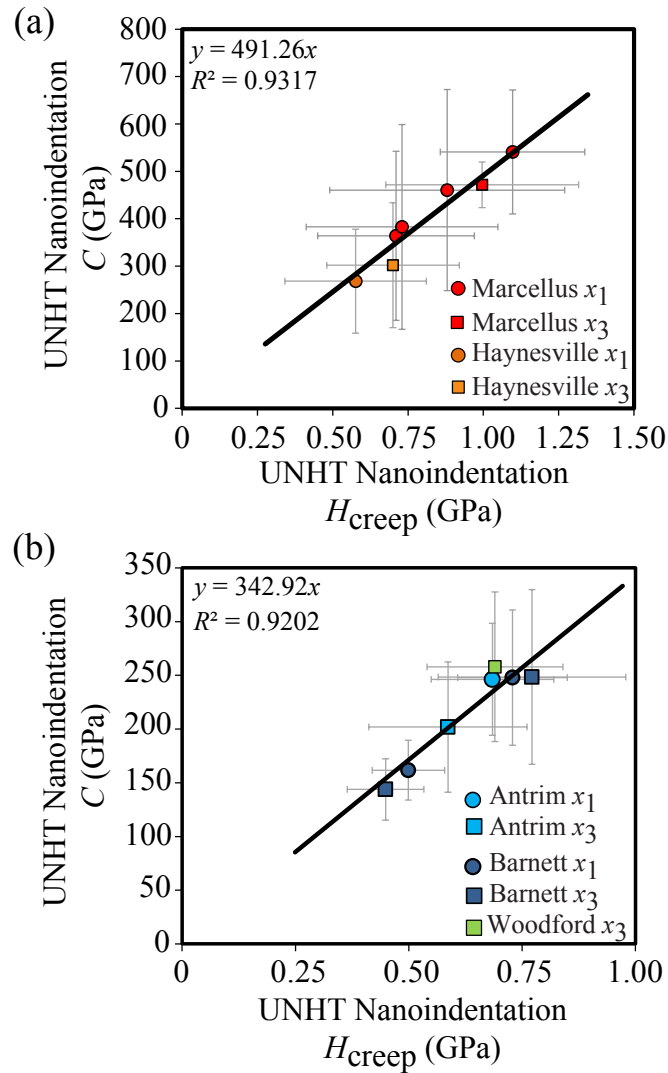 (a)
y = 491.26x
R² = 0.9317
800
700
600
500
400
300
200
100
0
UNHT Nanoindentation
C (GPa)
Marcellus x1
Marcellus x3
Haynesville x1
Haynesville x3
0 0.25 0.50 0.75 1.00 1.25 1.50
UNHT Nanoindentation
Hcreep (GPa)
(b)
y = 342.92x
R² = 0.9202
350
300
250
200
150
100
50
0
UNHT Nanoindentation
C (GPa)
Antrim x1
Antrim x3
Barnett x1
Barnett x3
Woodford x3
0 0.25 0.50 0.75 1.00
UNHT Nanoindentation
Hcreep (GPa)